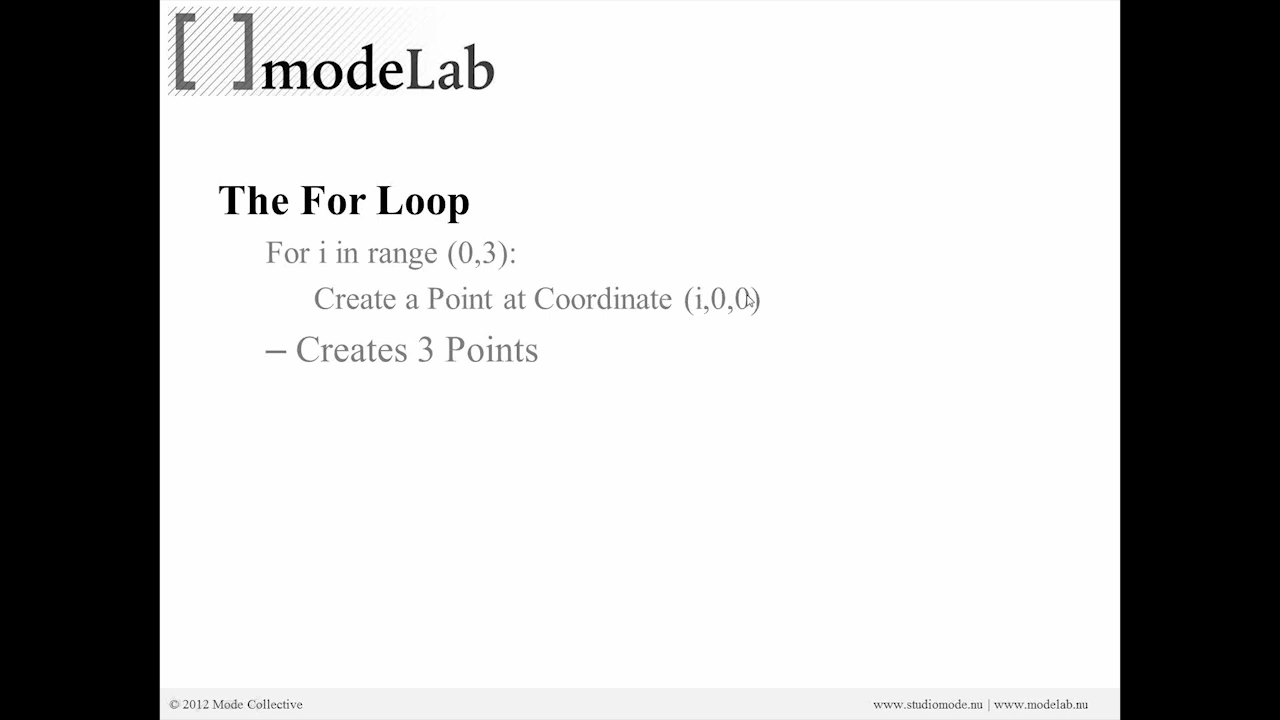 [ ] modeLab
The For Loop
For i in range (0,3):
Create a Point at Coordinate (i,0,0)
– Creates 3 Points
© 2012 Mode Collective
www.studiomode.nu | www.modelab.nu